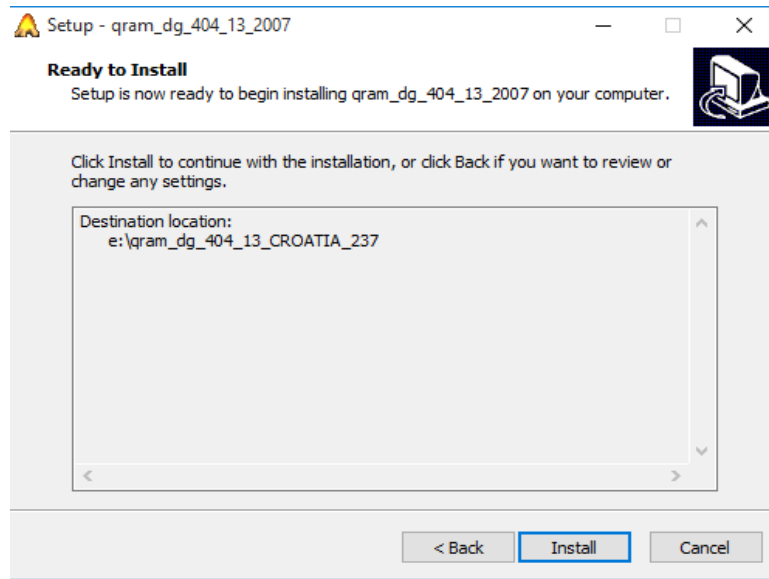 Setup - qram_dg_404_13_2007
Ready to Install
Setup is now ready to begin installing qram_dg_404_13_2007 on your computer.
Click Install to continue with the installation, or click Back if you want to review or
change any settings.
Destination location:
e:\qram_dg_404_13_CROATIA_237
< Back
Install
Cancel